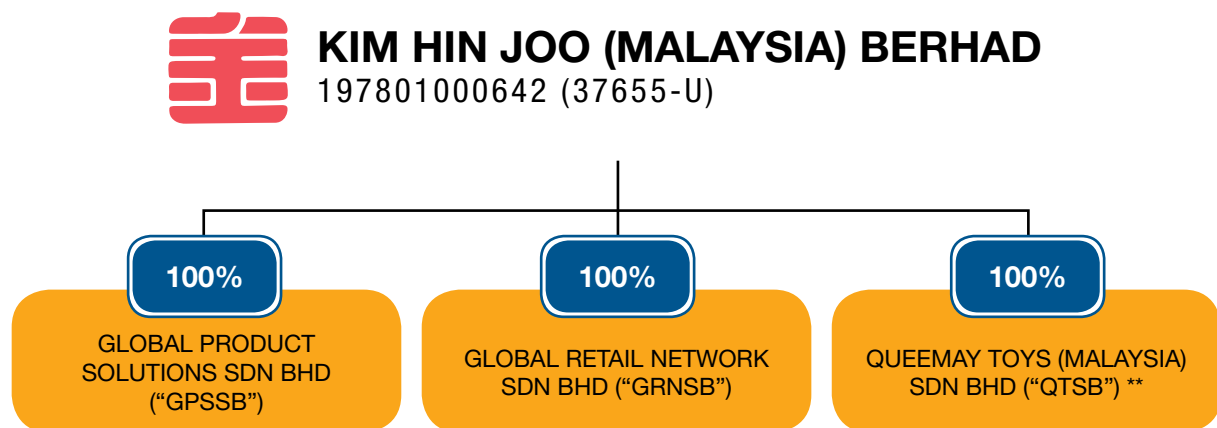 KIM HIN JOO (MALAYSIA) BERHAD
197801000642 (37655-U)
100%
GLOBAL PRODUCT
SOLUTIONS SDN BHD
(“GPSSB”)
100%
GLOBAL RETAIL NETWORK
SDN BHD (“GRNSB”)
100%
QUEEMAY TOYS (MALAYSIA)
SDN BHD (“QTSB”) **